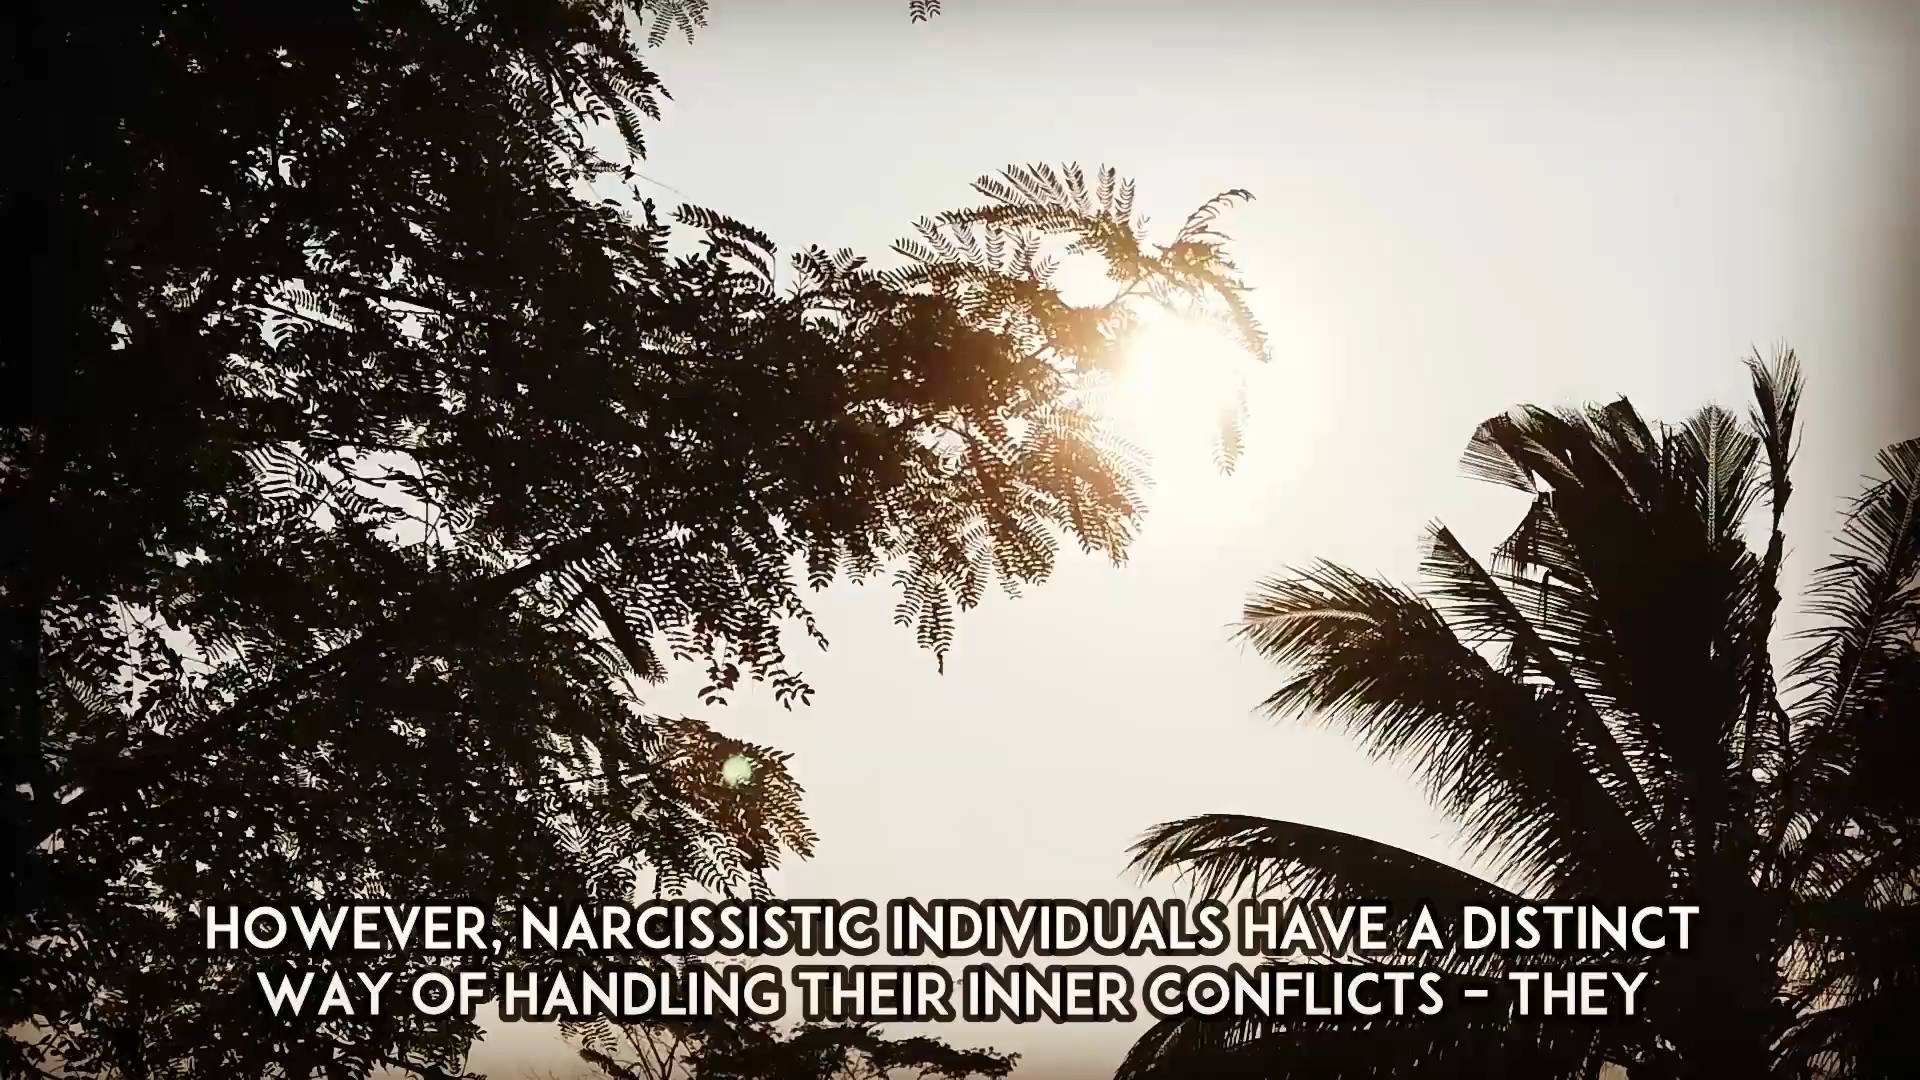 HOWEVER, NARCISSISTIC INDIVIDUALS HAVE A DISTINCT
WAY OF HANDLING THEIR INNER CONFLICTS - THEY